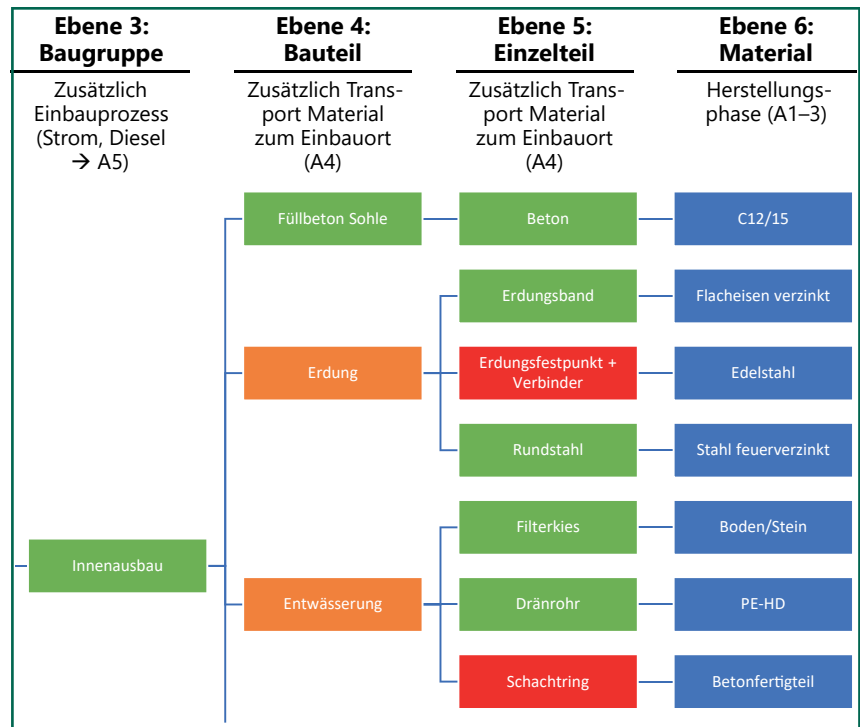 Ebene 3:
Baugruppe
Zusätzlich
Einbauprozess
(Strom, Diesel
→ A5)
Ebene 4:
Bauteil
Zusätzlich Trans-
port Material
zum Einbauort
(A4)
Ebene 5:
Einzelteil
Zusätzlich Trans-
port Material
zum Einbauort
(A4)
Ebene 6:
Material
Herstellungs-
phase (A1–3)
Füllbeton Sohle
Beton
C12/15
Erdungsband
Flacheisen verzinkt
Erdung
Erdungsfestpunkt +
Verbinder
Edelstahl
Rundstahl
Stahl feuerverzinkt
Filterkies
Boden/Stein
Innenausbau
Entwässerung
Dränrohr
PE-HD
Schachtring
Betonfertigteil